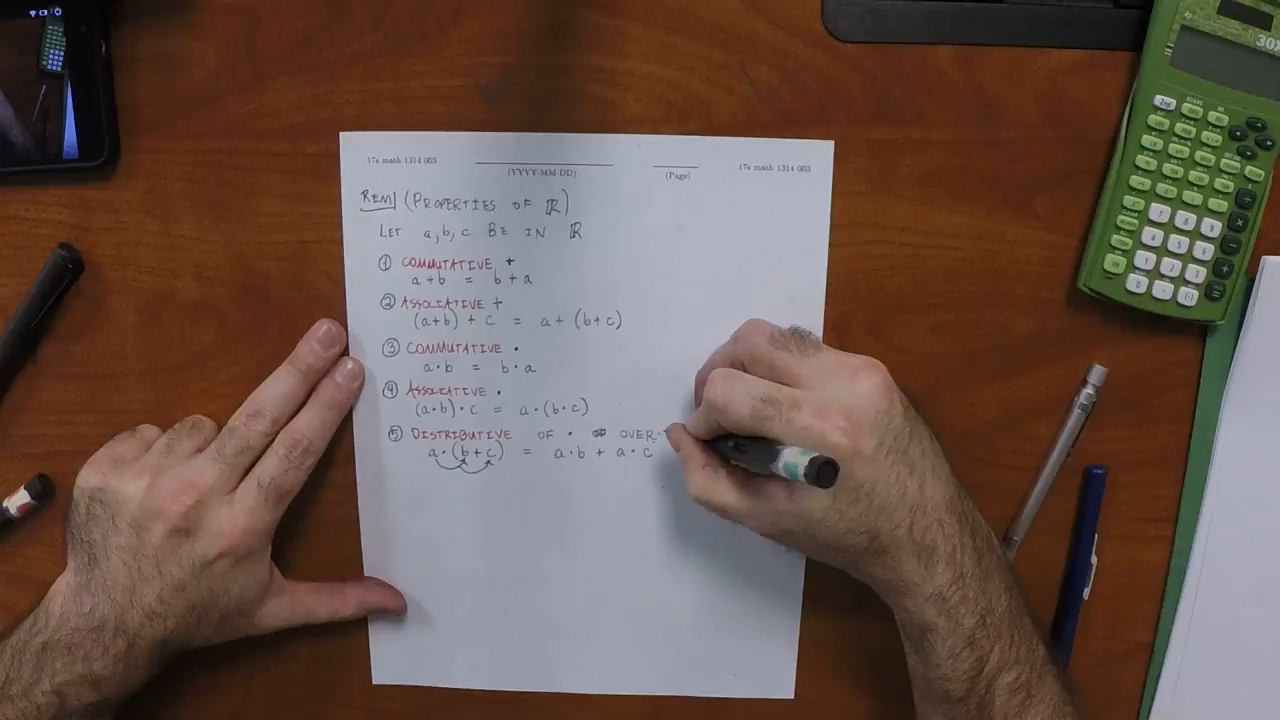 17s math 1314 003 (YYYY-MM-DD) (Page) 17s math 1314 003
REM (PROPERTIES OF ℝ)
LET a, b, c BE IN ℝ
① COMMUTATIVE +
a + b = b + a
② ASSOCIATIVE +
(a+b) + c = a + (b+c)
③ COMMUTATIVE ·
a · b = b · a
④ ASSOCIATIVE ·
(a·b)·c = a·(b·c)
⑤ DISTRIBUTIVE OF · OVER
a·(b+c) = a·b + a·c